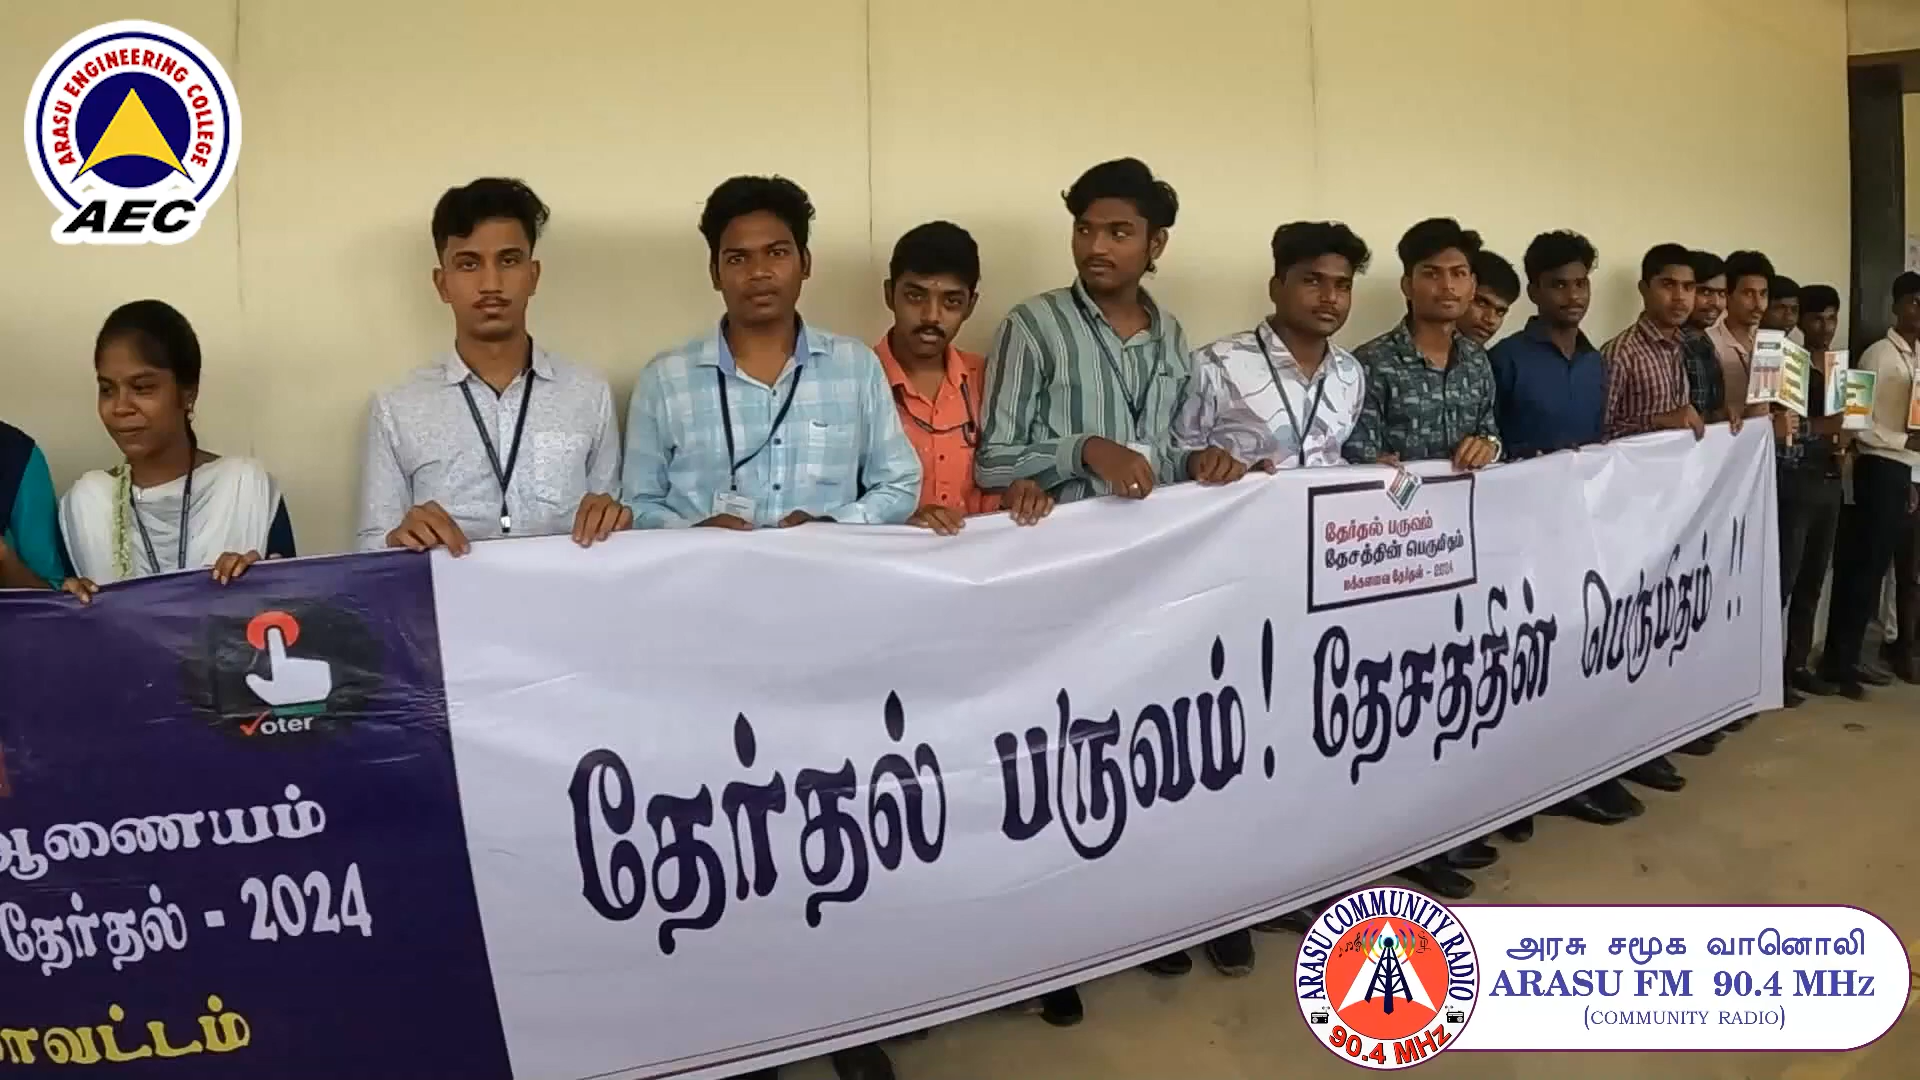 ARASU ENGINEERING COLLEGE
AEC
Voter
ஆணையம்
தேர்தல் - 2024
தேர்தல் பருவம்
தேசத்தின் பெருமிதம்
மக்களவை தேர்தல் - 2024
தேர்தல் பருவம் ! தேசத்தின் பெருமிதம் !!
ARASU COMMUNITY RADIO
90.4 MHz
அரசு சமூக வானொலி
ARASU FM 90.4 MHz
(COMMUNITY RADIO)